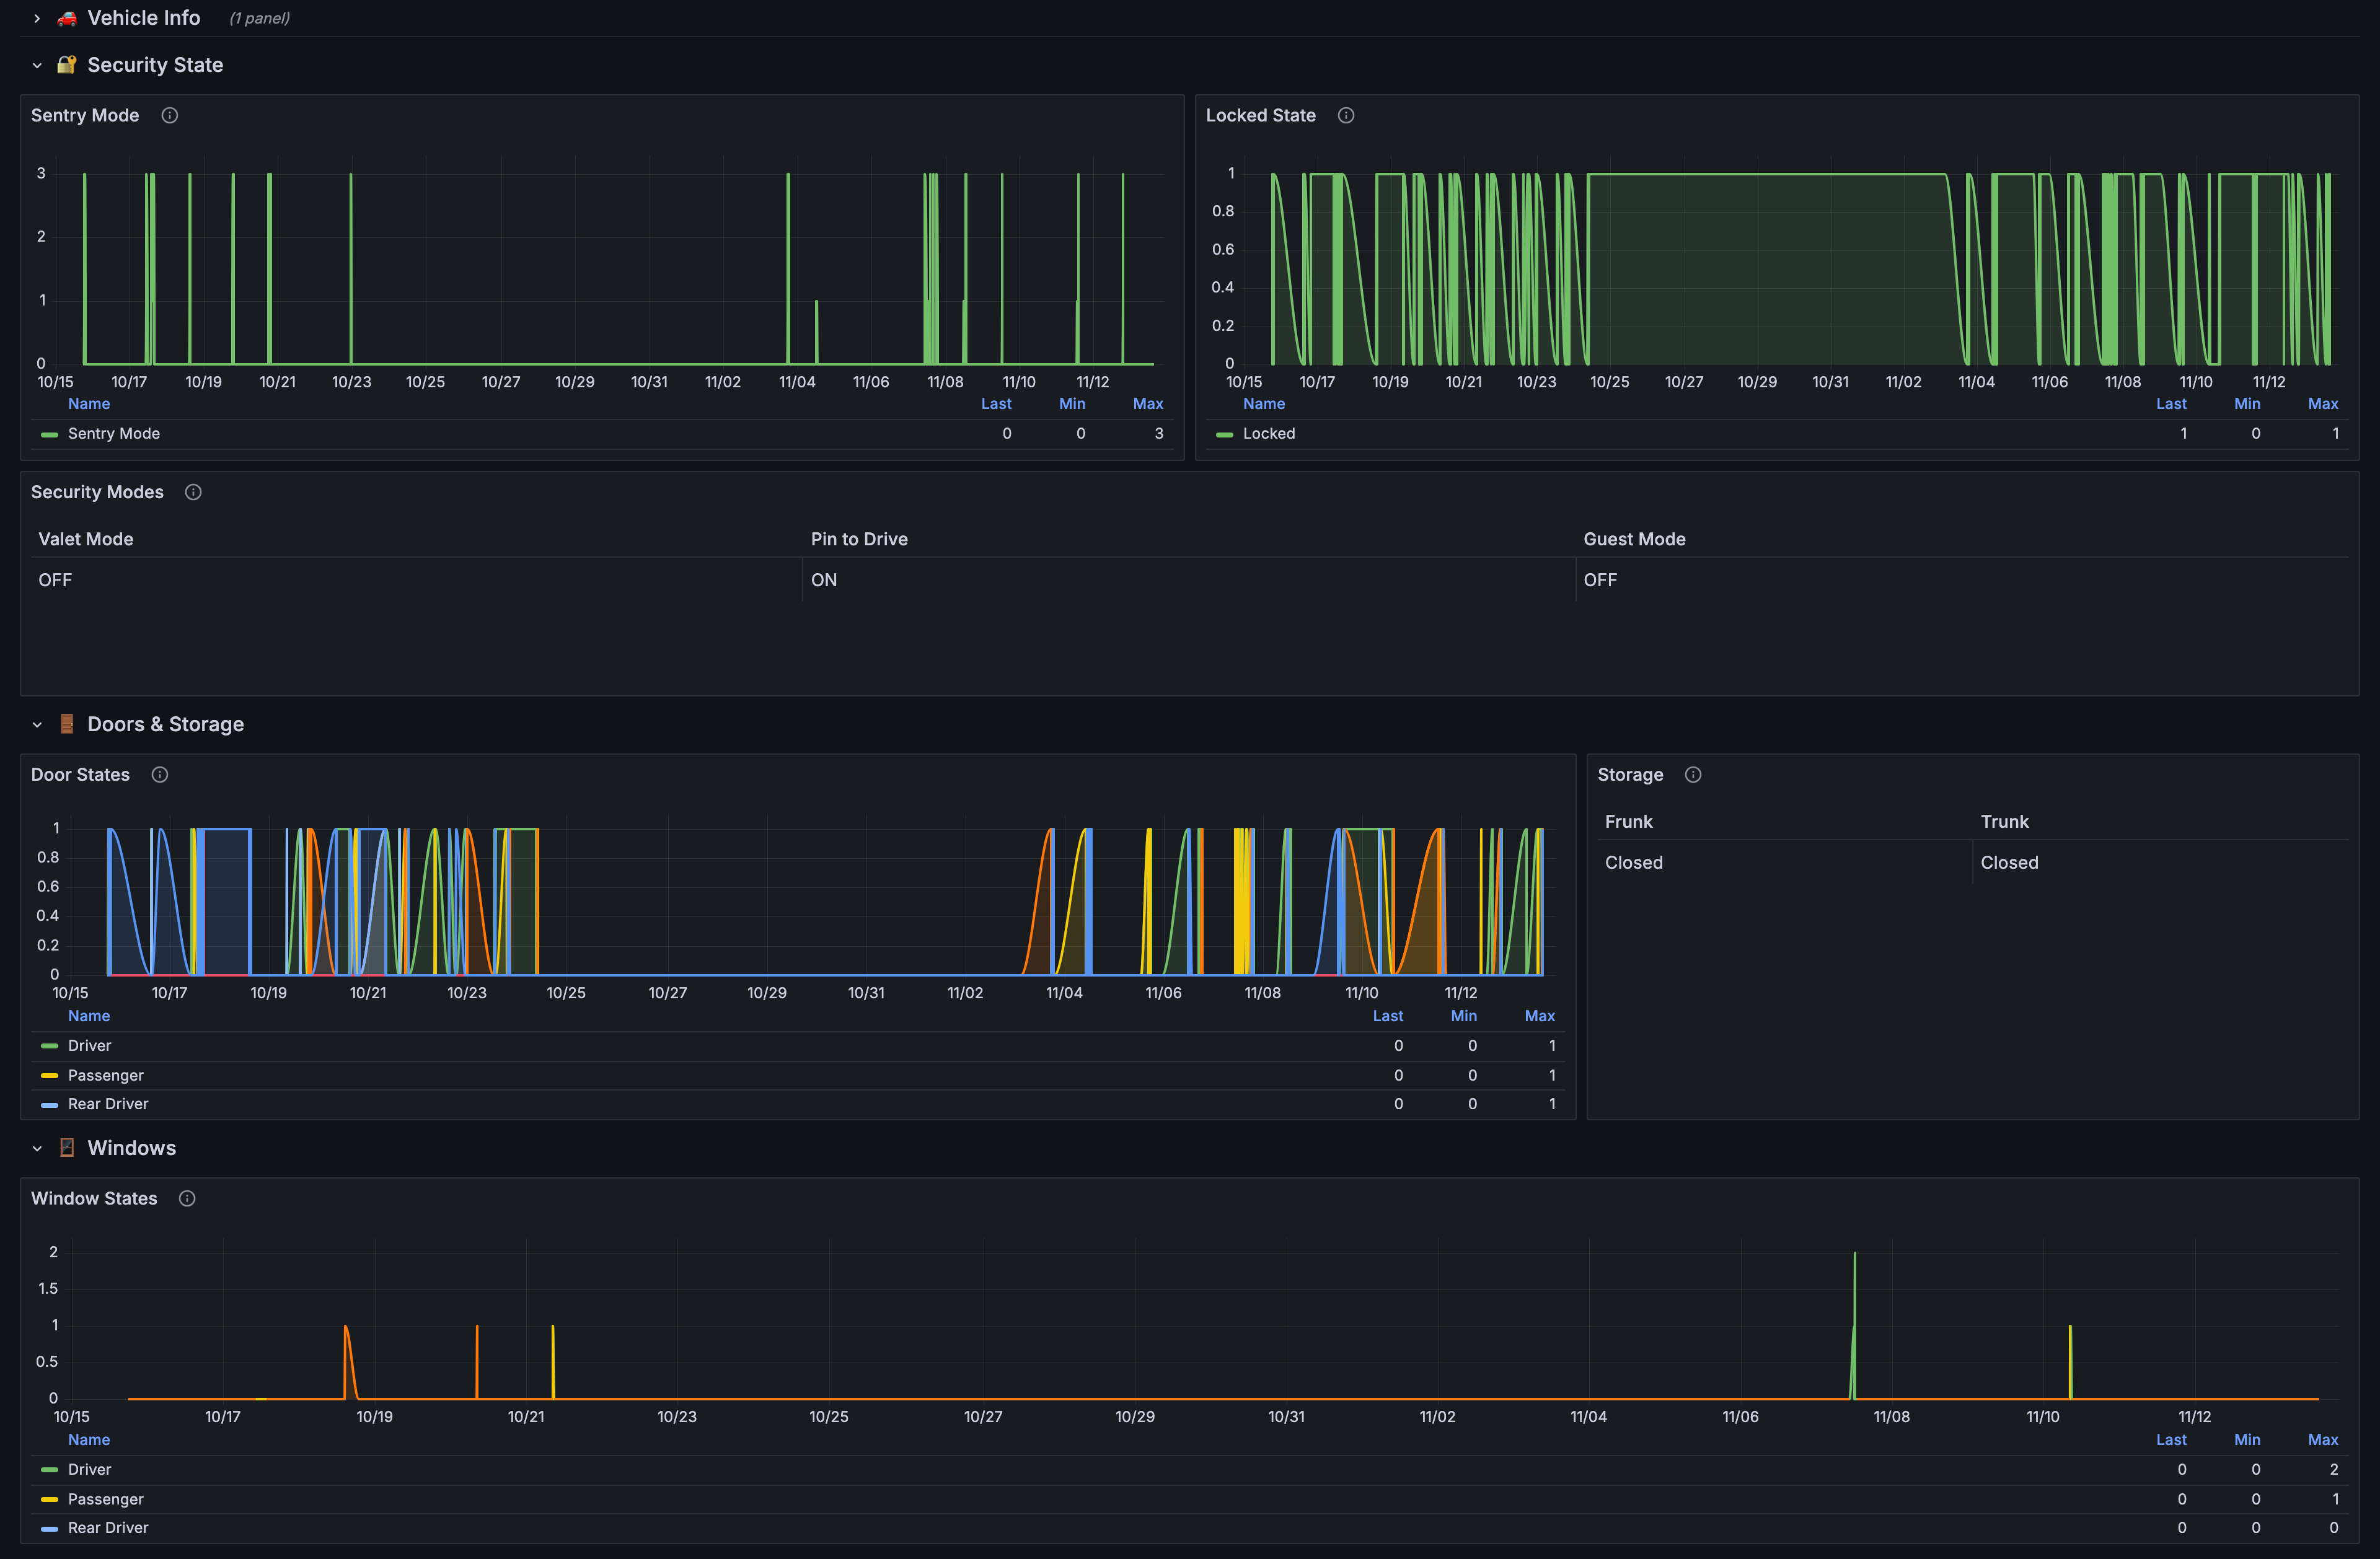 Vehicle Info (1 panel)
Security State
Sentry Mode
3
2
1
0
10/15 10/17 10/19 10/21 10/23 10/25 10/27 10/29 10/31 11/02 11/04 11/06 11/08 11/10 11/12
Name Last Min Max
Sentry Mode 0 0 3
Locked State
1
0.8
0.6
0.4
0.2
0
10/15 10/17 10/19 10/21 10/23 10/25 10/27 10/29 10/31 11/02 11/04 11/06 11/08 11/10 11/12
Name Last Min Max
Locked 1 0 1
Security Modes
Valet Mode Pin to Drive Guest Mode
OFF ON OFF
Doors & Storage
Door States
1
0.8
0.6
0.4
0.2
0
10/15 10/17 10/19 10/21 10/23 10/25 10/27 10/29 10/31 11/02 11/04 11/06 11/08 11/10 11/12
Name Last Min Max
Driver 0 0 1
Passenger 0 0 1
Rear Driver 0 0 1
Storage
Frunk Trunk
Closed Closed
Windows
Window States
2
1.5
1
0.5
0
10/15 10/17 10/19 10/21 10/23 10/25 10/27 10/29 10/31 11/02 11/04 11/06 11/08 11/10 11/12
Name Last Min Max
Driver 0 0 2
Passenger 0 0 1
Rear Driver 0 0 0